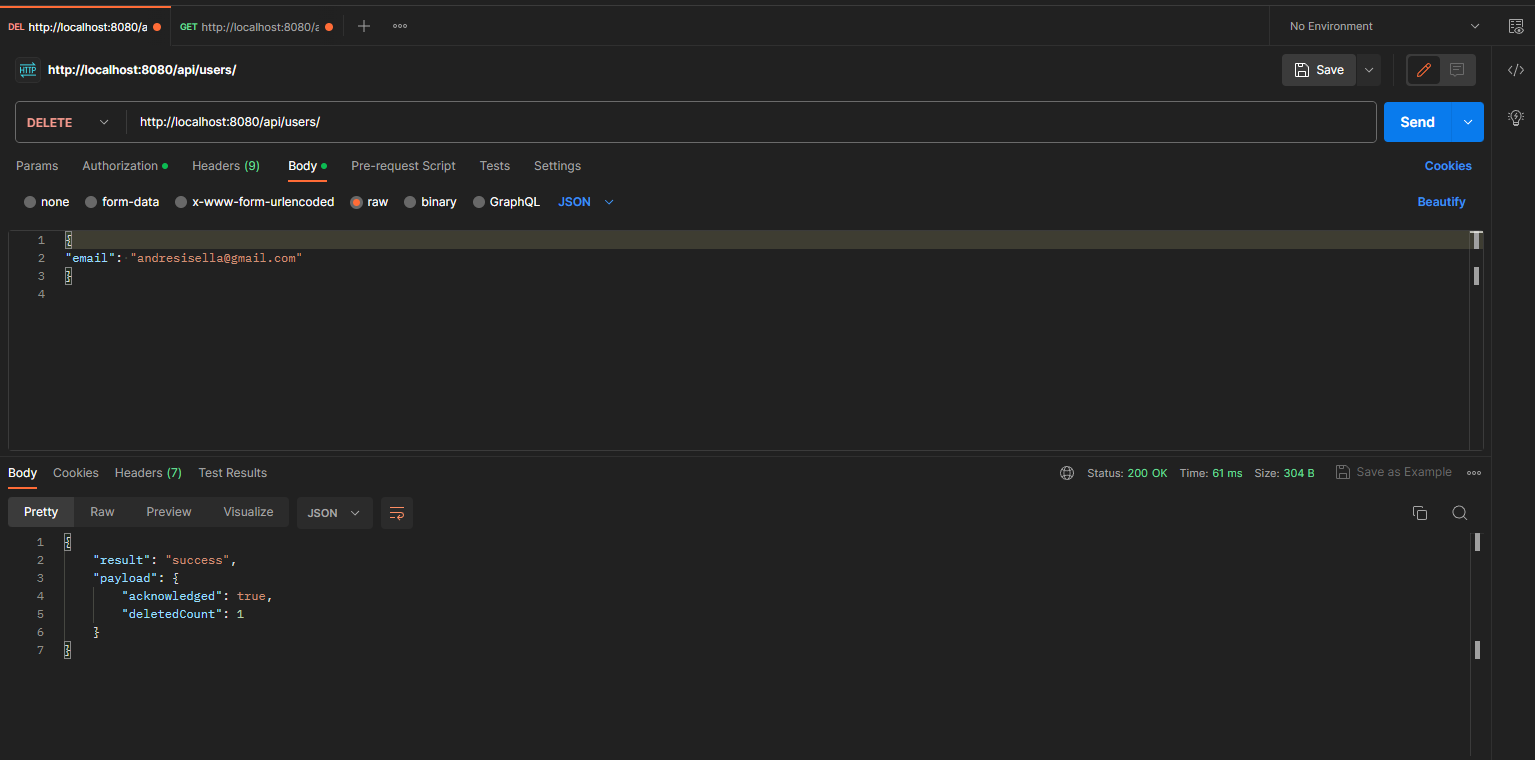 DEL http://localhost:8080/a GET http://localhost:8080/a No Environment
HTTP http://localhost:8080/api/users/ Save
DELETE http://localhost:8080/api/users/ Send
Params Authorization Headers (9) Body Pre-request Script Tests Settings Cookies
none form-data x-www-form-urlencoded raw binary GraphQL JSON Beautify
1 {
2 "email": "andresisella@gmail.com"
3 }
4
Body Cookies Headers (7) Test Results Status: 200 OK Time: 61 ms Size: 304 B Save as Example
Pretty Raw Preview Visualize JSON
1 {
2 "result": "success",
3 "payload": {
4 "acknowledged": true,
5 "deletedCount": 1
6 }
7 }